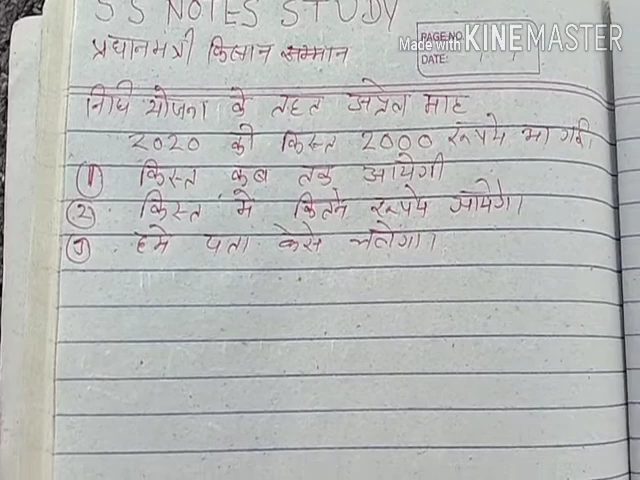 SS NOTES STUDY
प्रधानमंत्री किसान सम्मान
PAGE NO.
DATE:
Made with KINEMASTER
निधि योजना के तहत अप्रैल माह
2020 की किस्त 2000 रूपये आ गई।
① किस्त कब तक आयेगी
② किस्त में कितने रूपये आयेगे।
③ हमे पता कैसे चलेगा।